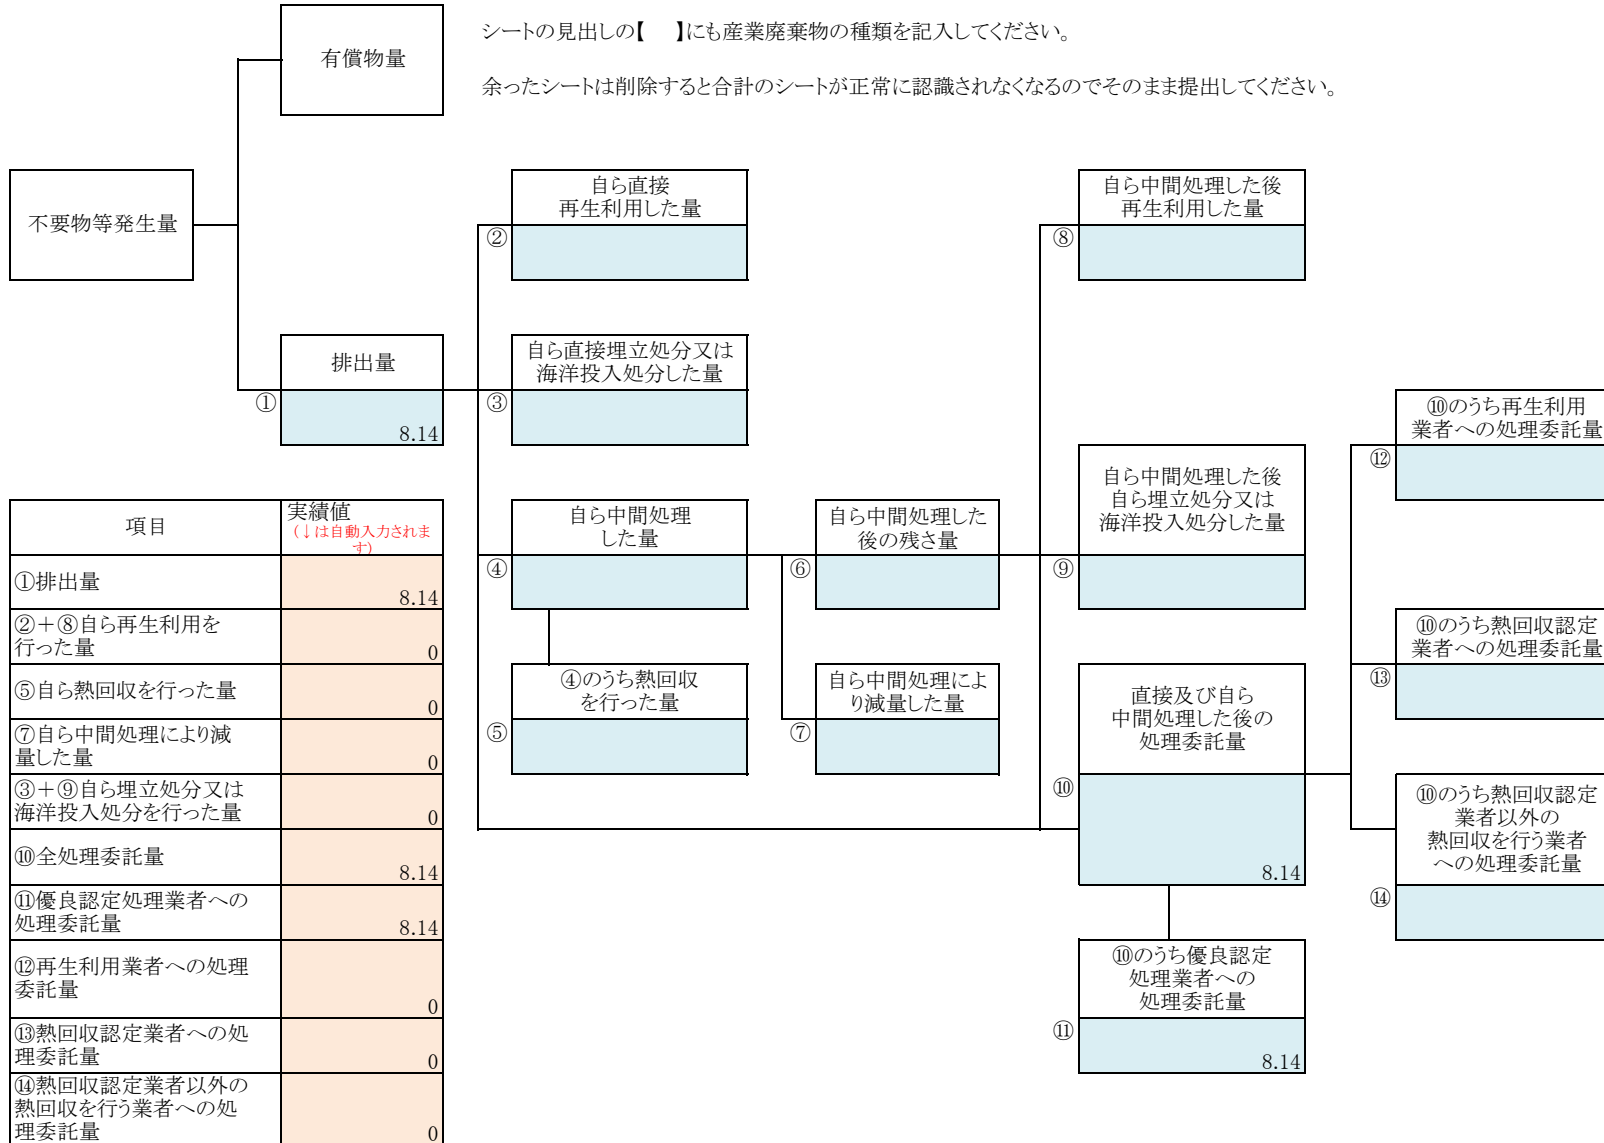 シートの見出しの【　】にも産業廃棄物の種類を記入してください。
有償物量
余ったシートは削除すると合計のシートが正常に認識されなくなるのでそのまま提出してください。
不要物等発生量
自ら直接
再生利用した量
②
自ら中間処理した後
再生利用した量
⑧
排出量
①
8.14
自ら直接埋立処分又は
海洋投入処分した量
③
⑩のうち再生利用
業者への処理委託量
⑫
自ら中間処理した後
自ら埋立処分又は
海洋投入処分した量
⑨
自ら中間処理
した量
④
自ら中間処理した
後の残さ量
⑥
⑩のうち熱回収認定
業者への処理委託量
⑬
④のうち熱回収
を行った量
⑤
自ら中間処理によ
り減量した量
⑦
直接及び自ら
中間処理した後の
処理委託量
⑩
8.14
⑩のうち熱回収認定
業者以外の
熱回収を行う業者
への処理委託量
⑭
⑩のうち優良認定
処理業者への
処理委託量
⑪
8.14
項目
実績値
(↓は自動入力されま
す)
①排出量
8.14
②＋⑧自ら再生利用を
行った量
0
⑤自ら熱回収を行った量
0
⑦自ら中間処理により減
量した量
0
③＋⑨自ら埋立処分又は
海洋投入処分を行った量
0
⑩全処理委託量
8.14
⑪優良認定処理業者への
処理委託量
8.14
⑫再生利用業者への処理
委託量
0
⑬熱回収認定業者への処
理委託量
0
⑭熱回収認定業者以外の
熱回収を行う業者への処
理委託量
0